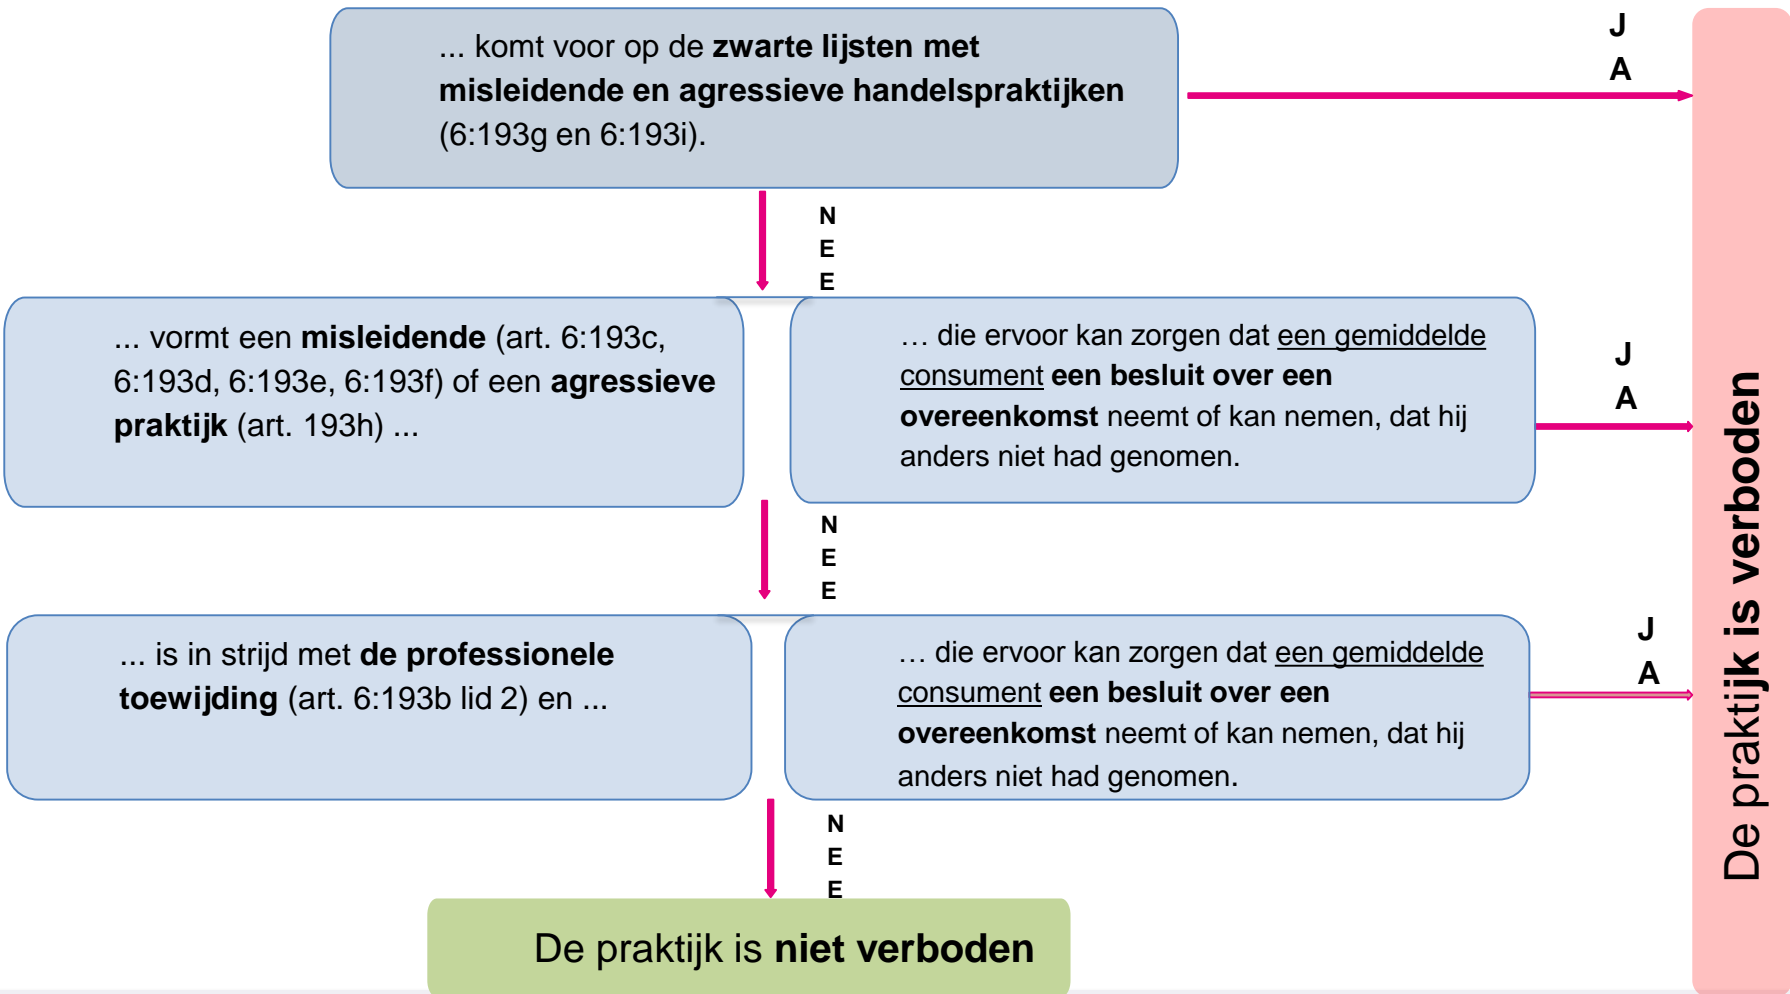 ... komt voor op de zwarte lijsten met
misleidende en agressieve handelspraktijken
(6:193g en 6:193i).
J
A
N
E
E
... vormt een misleidende (art. 6:193c,
6:193d, 6:193e, 6:193f) of een agressieve
praktijk (art. 193h) ...
… die ervoor kan zorgen dat een gemiddelde
consument een besluit over een
overeenkomst neemt of kan nemen, dat hij
anders niet had genomen.
J
A
N
E
E
... is in strijd met de professionele
toewijding (art. 6:193b lid 2) en ...
… die ervoor kan zorgen dat een gemiddelde
consument een besluit over een
overeenkomst neemt of kan nemen, dat hij
anders niet had genomen.
J
A
N
E
E
De praktijk is niet verboden
De praktijk is verboden